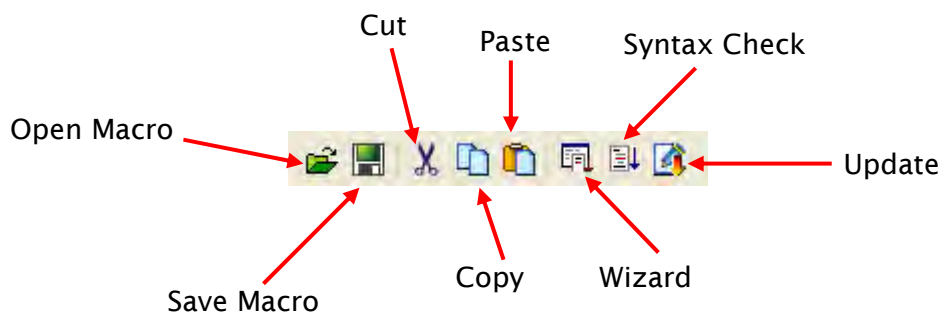 Cut
Paste
Syntax Check
Open Macro
Update
Copy
Wizard
Save Macro